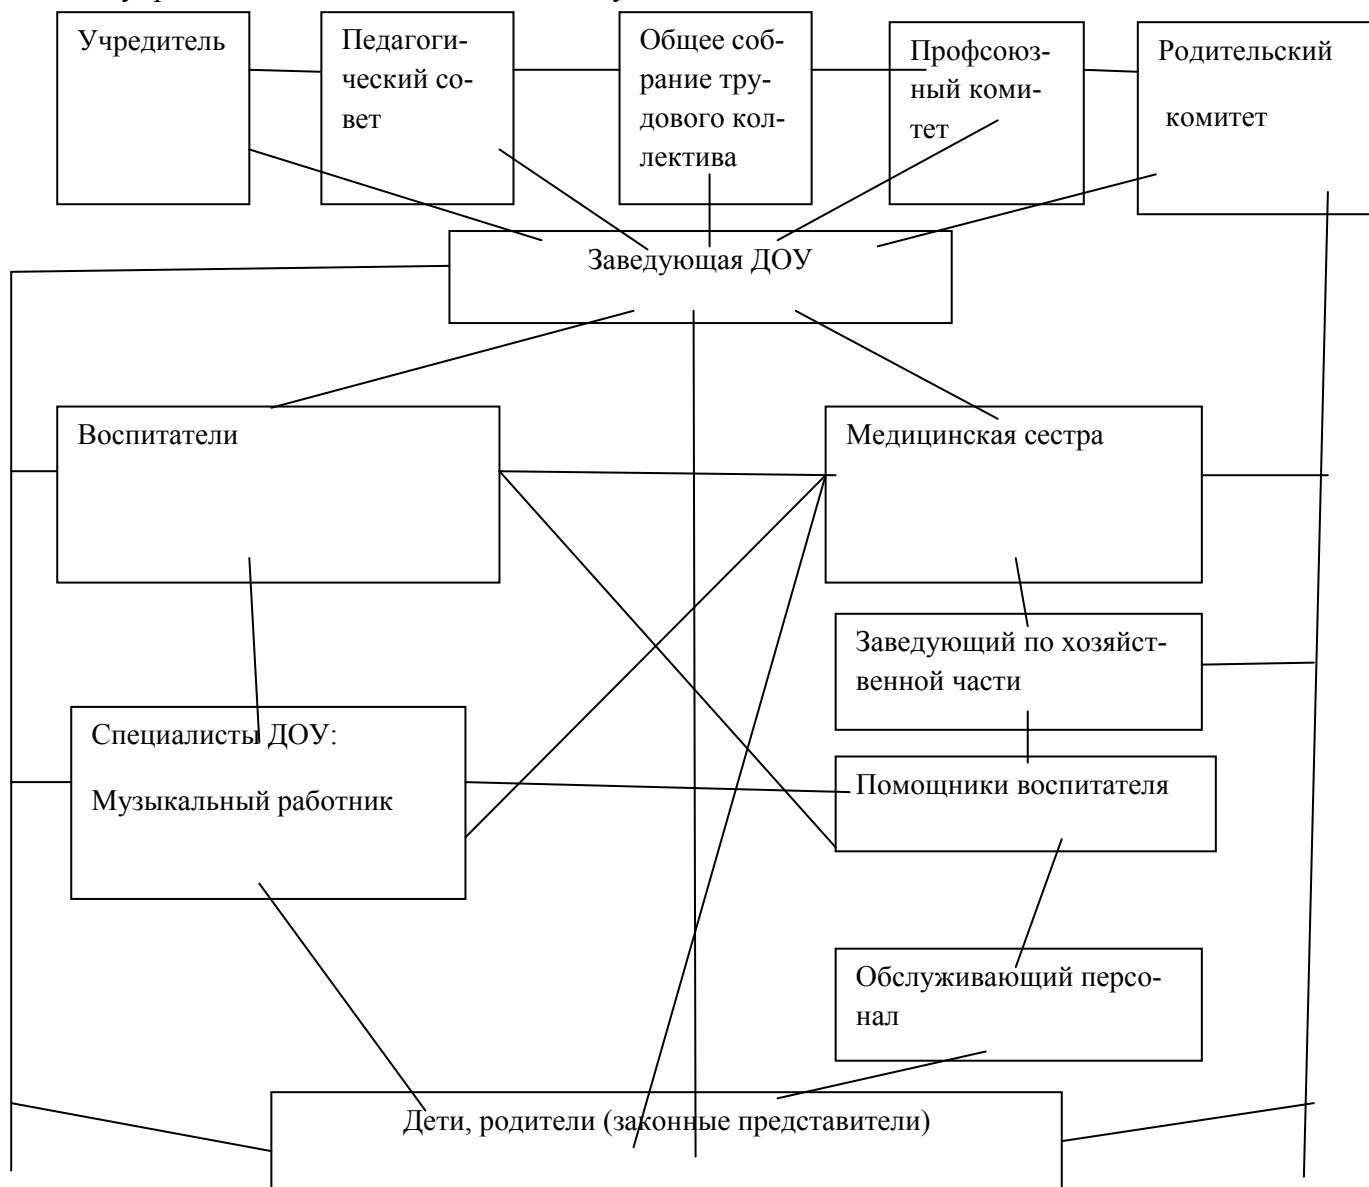 Учредитель
Педагоги-
ческий со-
вет
Общее соб-
рание тру-
дового кол-
лектива
Профсоюз-
ный коми-
тет
Родительский
комитет
Заведующая ДОУ
Воспитатели
Медицинская сестра
Заведующий по хозяйст-
венной части
Специалисты ДОУ:
Музыкальный работник
Помощники воспитателя
Обслуживающий персо-
нал
Дети, родители (законные представители)